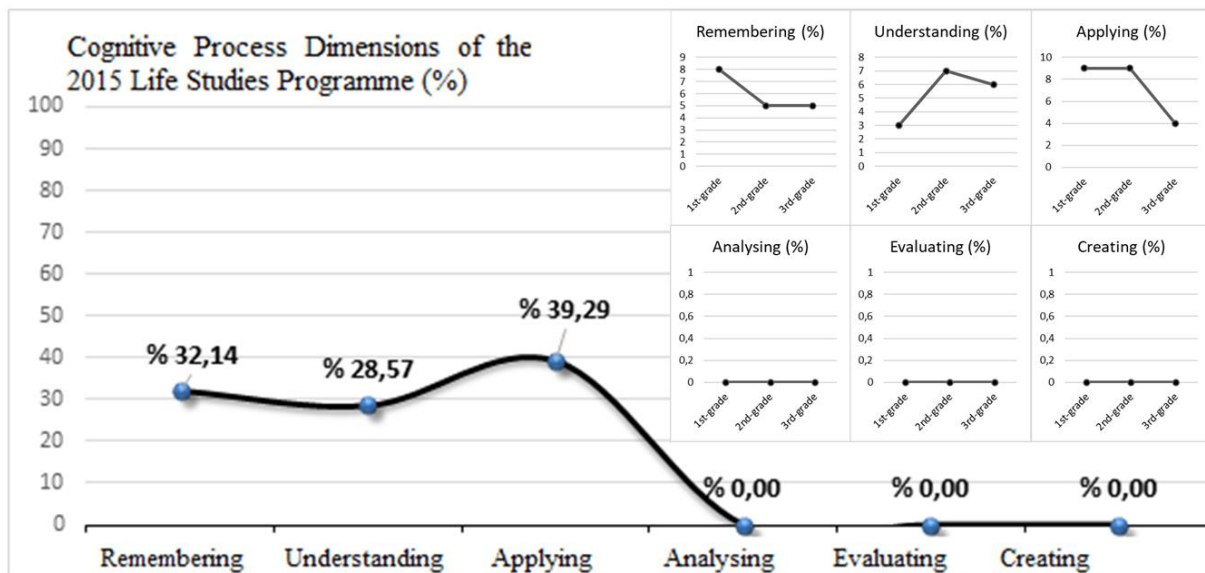 Cognitive Process Dimensions of the
2015 Life Studies Programme (%)
100
90
80
70
60
50
40
30
20
10
0
% 32,14
% 28,57
% 39,29
% 0,00
% 0,00
% 0,00
Remembering
Understanding
Applying
Analysing
Evaluating
Creating
Remembering (%)
9
8
7
6
5
4
3
2
1
0
1st-grade
2nd-grade
3rd-grade
Understanding (%)
8
7
6
5
4
3
2
1
0
1st-grade
2nd-grade
3rd-grade
Applying (%)
10
8
6
4
2
0
1st-grade
2nd-grade
3rd-grade
Analysing (%)
1
0,8
0,6
0,4
0,2
0
1st-grade
2nd-grade
3rd-grade
Evaluating (%)
1
0,8
0,6
0,4
0,2
0
1st-grade
2nd-grade
3rd-grade
Creating (%)
1
0,8
0,6
0,4
0,2
0
1st-grade
2nd-grade
3rd-grade